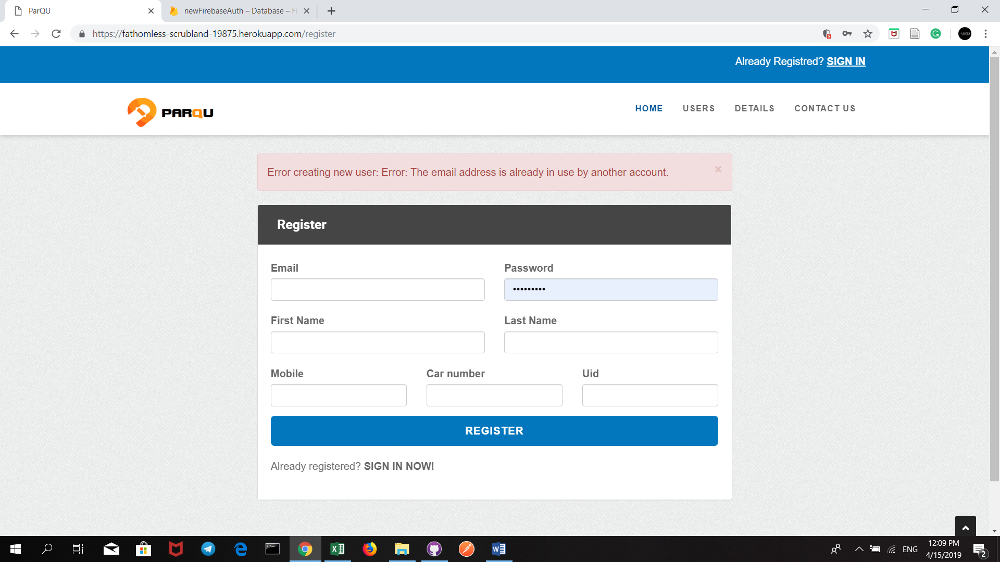 ParQU
newFirebaseAuth – Database – Fi
https://fathomless-scrubland-19875.herokuapp.com/register
Already Registred? SIGN IN
PARQU
HOME USERS DETAILS CONTACT US
Error creating new user: Error: The email address is already in use by another account.
×
Register
Email Password
•••••••••
First Name Last Name
Mobile Car number Uid
REGISTER
Already registered? SIGN IN NOW!
ENG
12:09 PM
4/15/2019
2